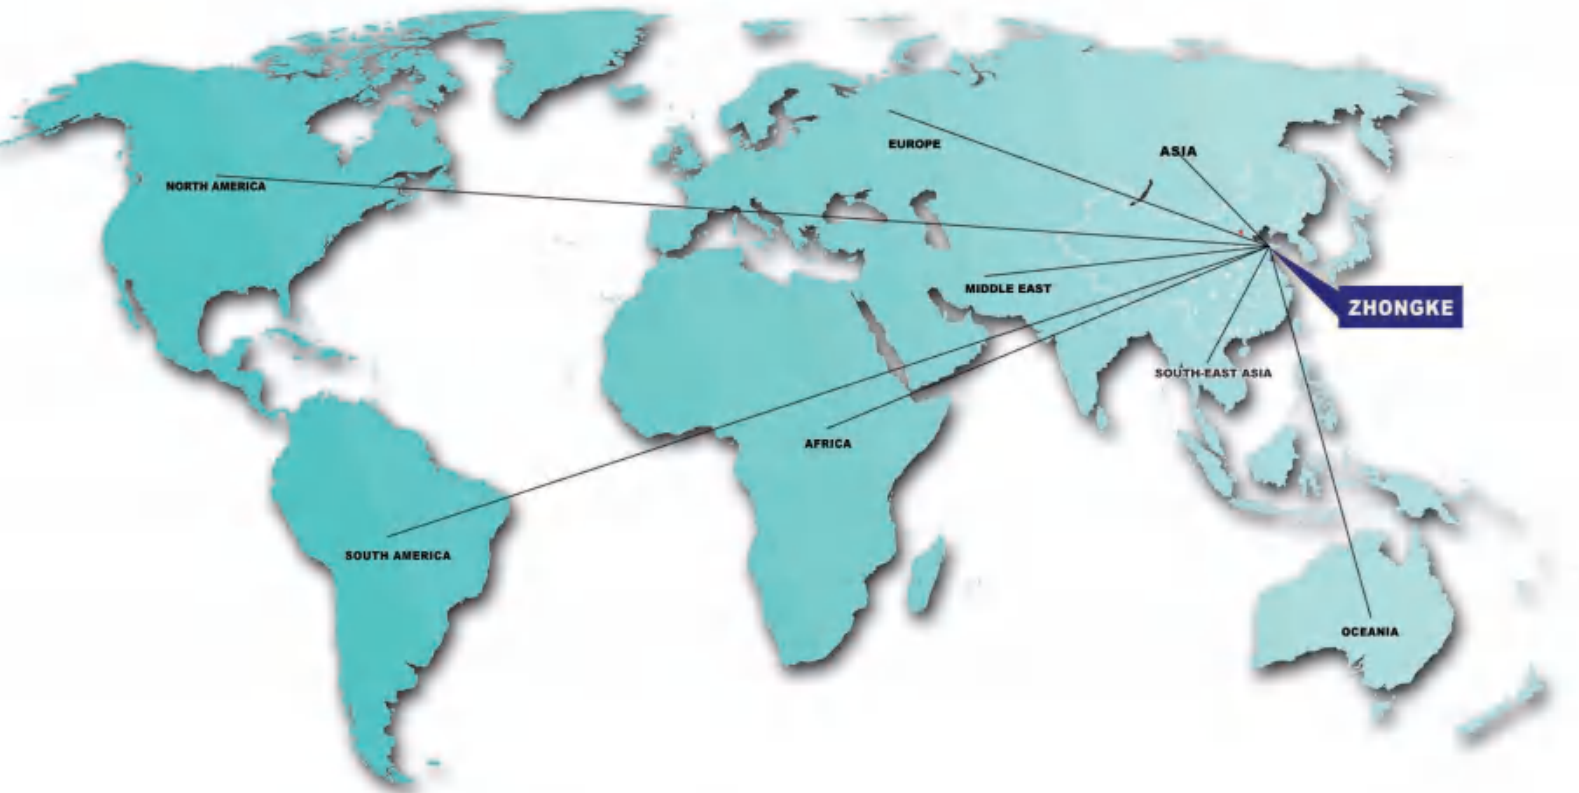 EUROPE
ASIA
NORTH AMERICA
MIDDLE EAST
ZHONGKE
SOUTH-EAST ASIA
AFRICA
SOUTH AMERICA
OCEANIA